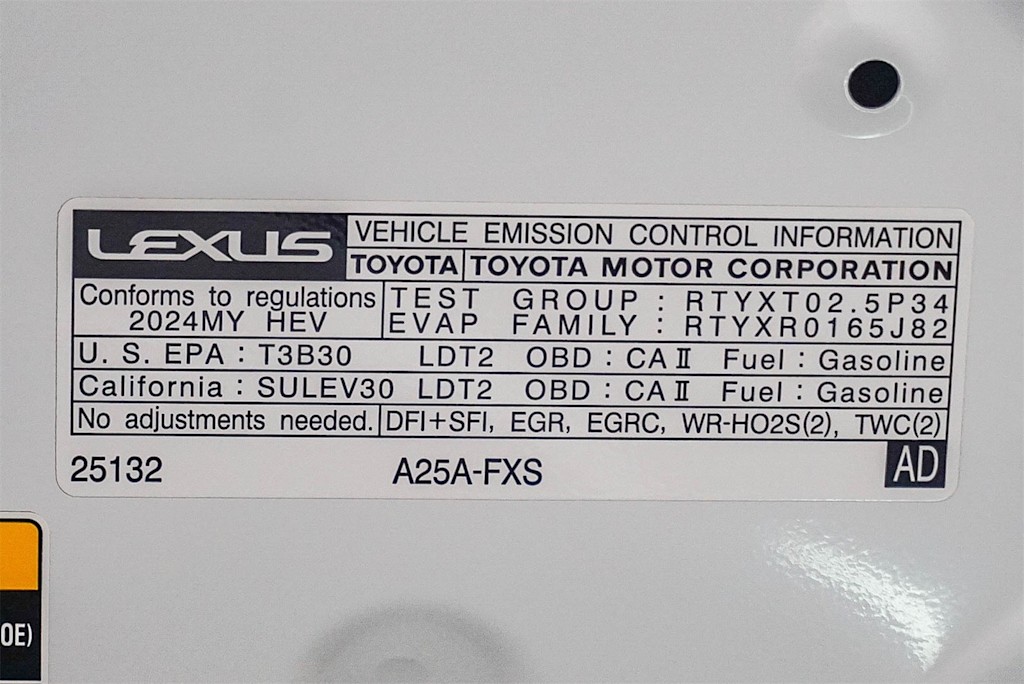 LEXUS
VEHICLE EMISSION CONTROL INFORMATION
TOYOTA TOYOTA MOTOR CORPORATION
Conforms to regulations
2024MY HEV
TEST GROUP : RTYXT02.5P34
EVAP FAMILY : RTYXR0165J82
U. S. EPA : T3B30 LDT2 OBD : CA II Fuel : Gasoline
California : SULEV30 LDT2 OBD : CA II Fuel : Gasoline
No adjustments needed. DFI+SFI, EGR, EGRC, WR-HO2S(2), TWC(2)
25132 A25A-FXS AD
0E)